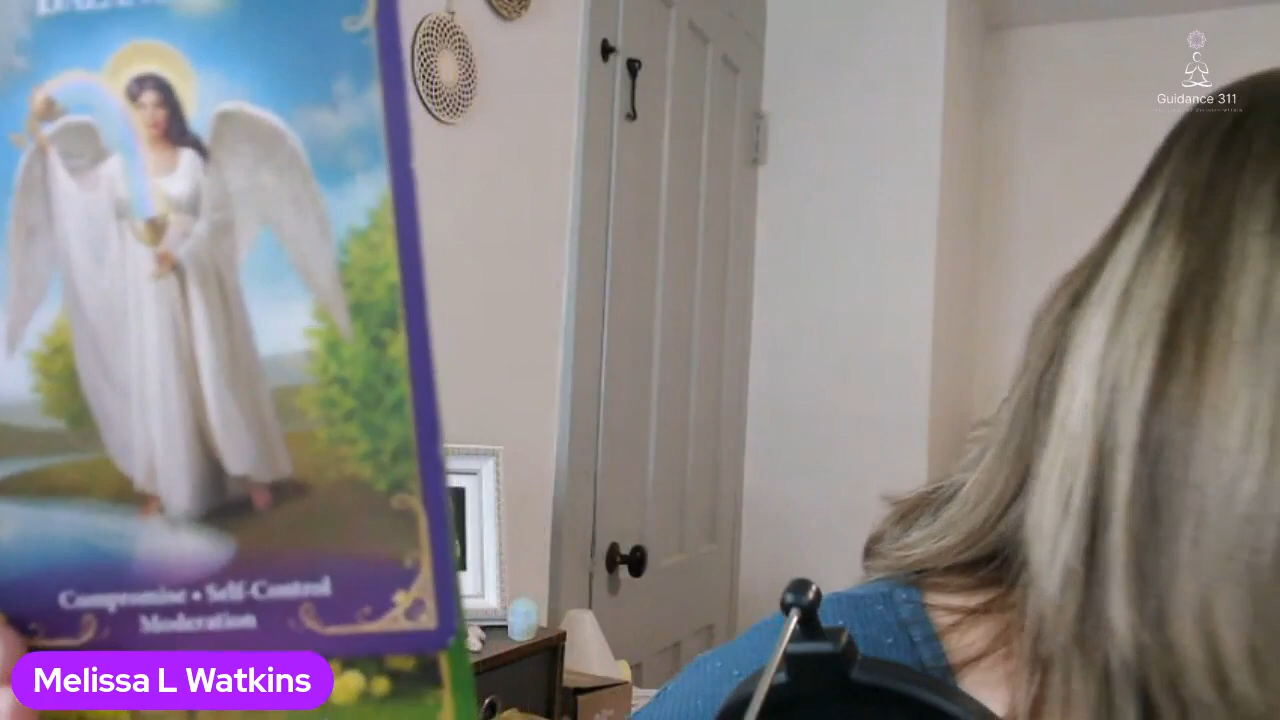 Guidance 311
Compromise • Self-Control
Moderation
Melissa L Watkins